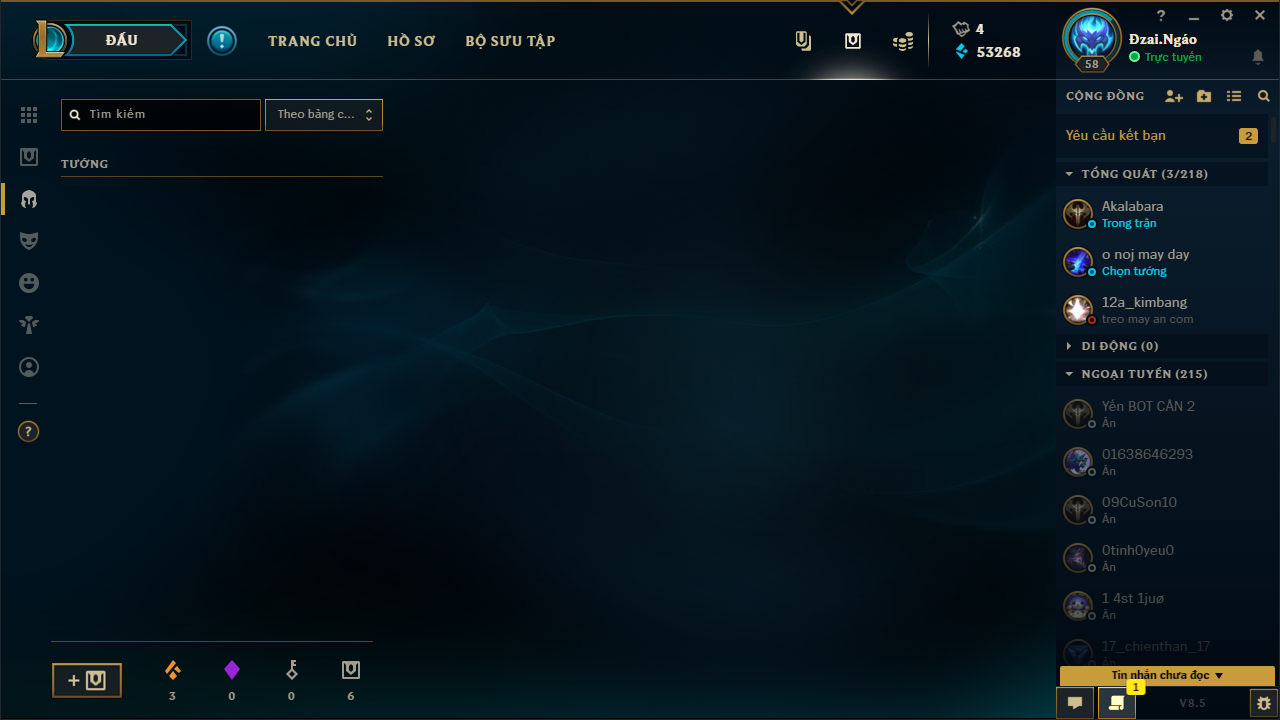 ĐẤU
TRANG CHỦ
HỒ SƠ
BỘ SƯU TẬP
4
53268
58
Đzai.Ngáo
Trực tuyến
Tìm kiếm
Theo bảng c...
TƯỚNG
CỘNG ĐỒNG
Yêu cầu kết bạn
2
TỔNG QUÁT (3/218)
Akalabara
Trong trận
o noj may day
Chọn tướng
12a_kimbang
treo may an com
DI ĐỘNG (0)
NGOẠI TUYẾN (215)
Yến BOT CĂN 2
Ẩn
01638646293
Ẩn
09CuSon10
Ẩn
0tinh0yeu0
Ẩn
1 4st 1juø
Ẩn
17_chienthan_17
Ẩn
Tin nhắn chưa đọc
1
V8.5
?
+
3
0
0
6